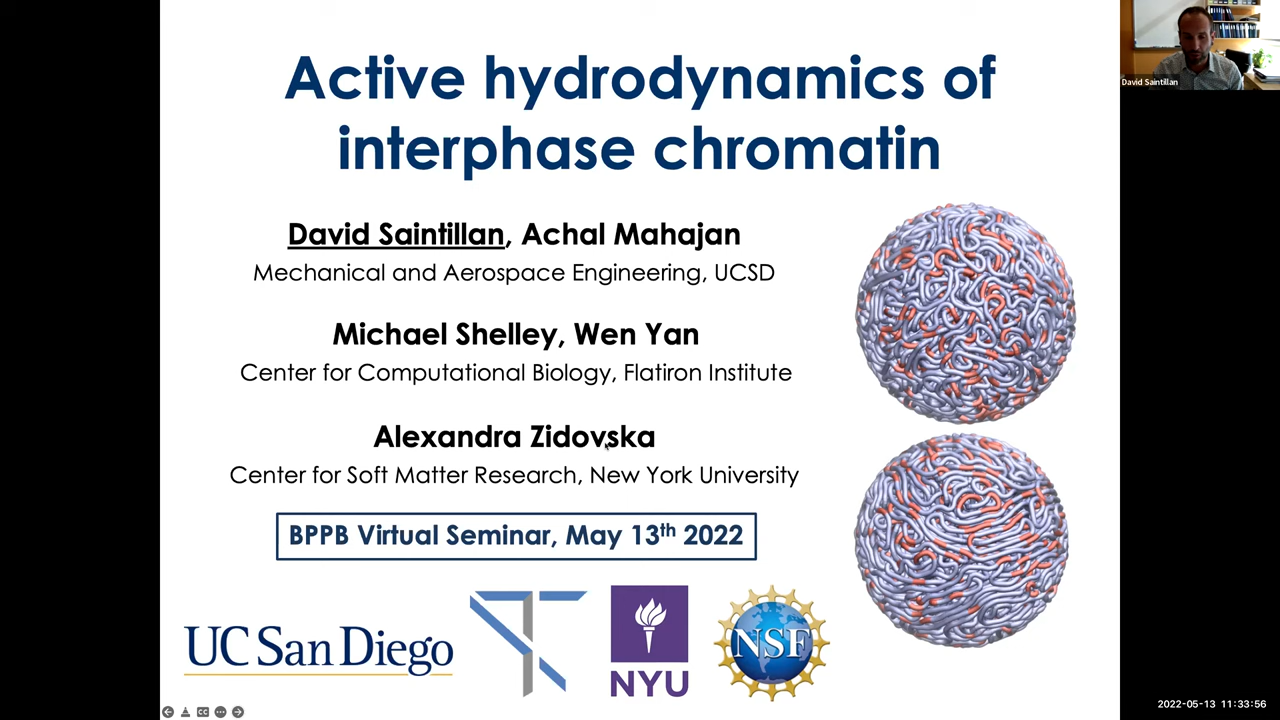 Active hydrodynamics of
interphase chromatin
David Saintillan
David Saintillan, Achal Mahajan
Mechanical and Aerospace Engineering, UCSD
Michael Shelley, Wen Yan
Center for Computational Biology, Flatiron Institute
Alexandra Zidovska
Center for Soft Matter Research, New York University
BPPB Virtual Seminar, May 13th 2022
UC San Diego
NYU
NSF
CC
2022-05-13 11:33:56